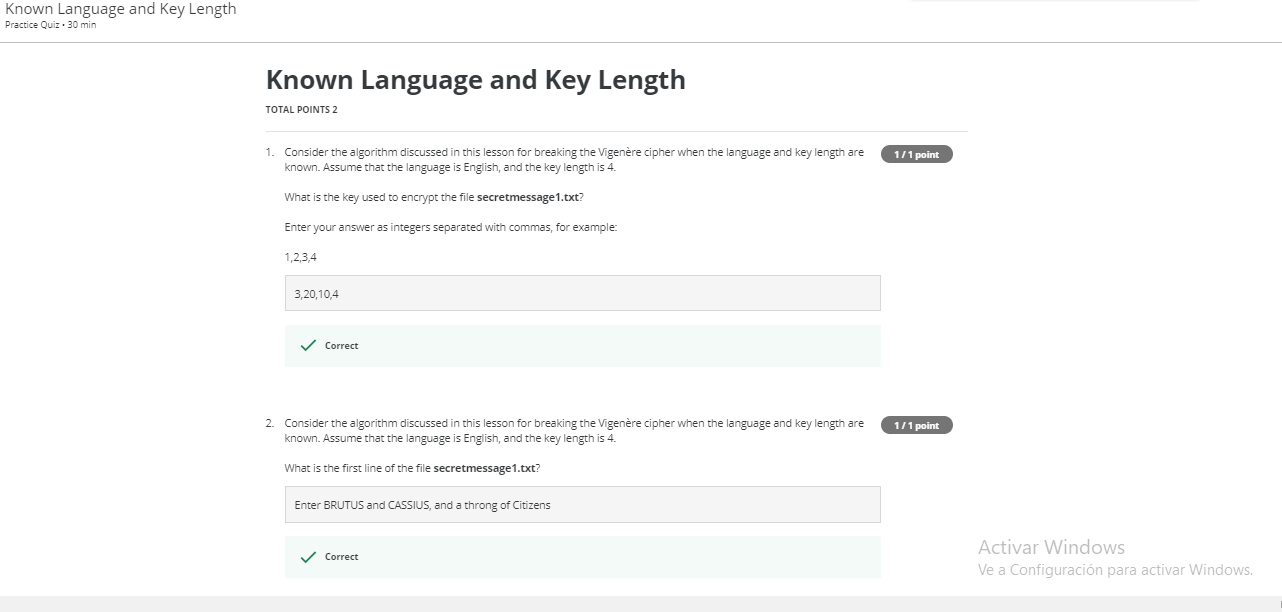 Known Language and Key Length
Practice Quiz • 30 min
Known Language and Key Length
TOTAL POINTS 2
1. Consider the algorithm discussed in this lesson for breaking the Vigenère cipher when the language and key length are
known. Assume that the language is English, and the key length is 4.
1 / 1 point
What is the key used to encrypt the file secretmessage1.txt?
Enter your answer as integers separated with commas, for example:
1,2,3,4
3,20,10,4
Correct
2. Consider the algorithm discussed in this lesson for breaking the Vigenère cipher when the language and key length are
known. Assume that the language is English, and the key length is 4.
1 / 1 point
What is the first line of the file secretmessage1.txt?
Enter BRUTUS and CASSIUS, and a throng of Citizens
Correct
Activar Windows
Ve a Configuración para activar Windows.